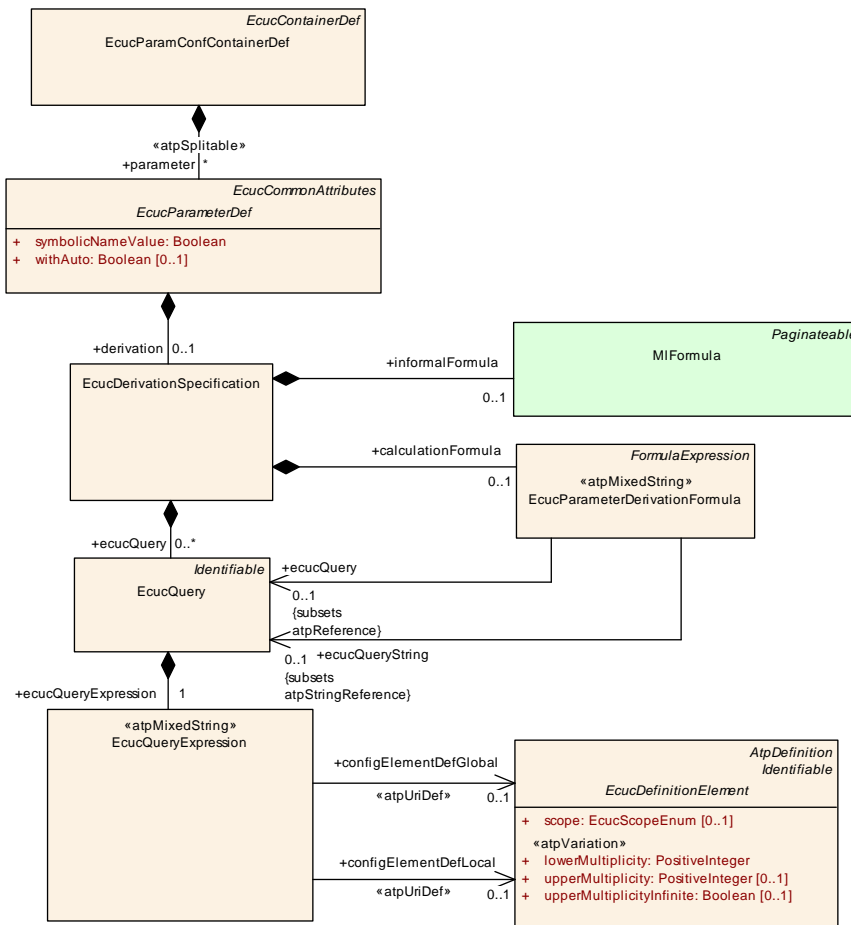 EcucContainerDef
EcucParamConfContainerDef
«atpSplitable»
+parameter
*
EcucCommonAttributes
EcucParameterDef
+ symbolicNameValue: Boolean
+ withAuto: Boolean [0..1]
+derivation
0..1
EcucDerivationSpecification
+informalFormula
0..1
Paginateable
MlFormula
+calculationFormula
0..1
FormulaExpression
«atpMixedString»
EcucParameterDerivationFormula
+ecucQuery
0..*
Identifiable
EcucQuery
+ecucQuery
0..1
{subsets
atpReference}
+ecucQueryString
0..1
{subsets
atpStringReference}
+ecucQueryExpression
1
«atpMixedString»
EcucQueryExpression
+configElementDefGlobal
«atpUriDef»
0..1
+configElementDefLocal
«atpUriDef»
0..1
AtpDefinition
Identifiable
EcucDefinitionElement
+ scope: EcucScopeEnum [0..1]
«atpVariation»
+ lowerMultiplicity: PositiveInteger
+ upperMultiplicity: PositiveInteger [0..1]
+ upperMultiplicityInfinite: Boolean [0..1]